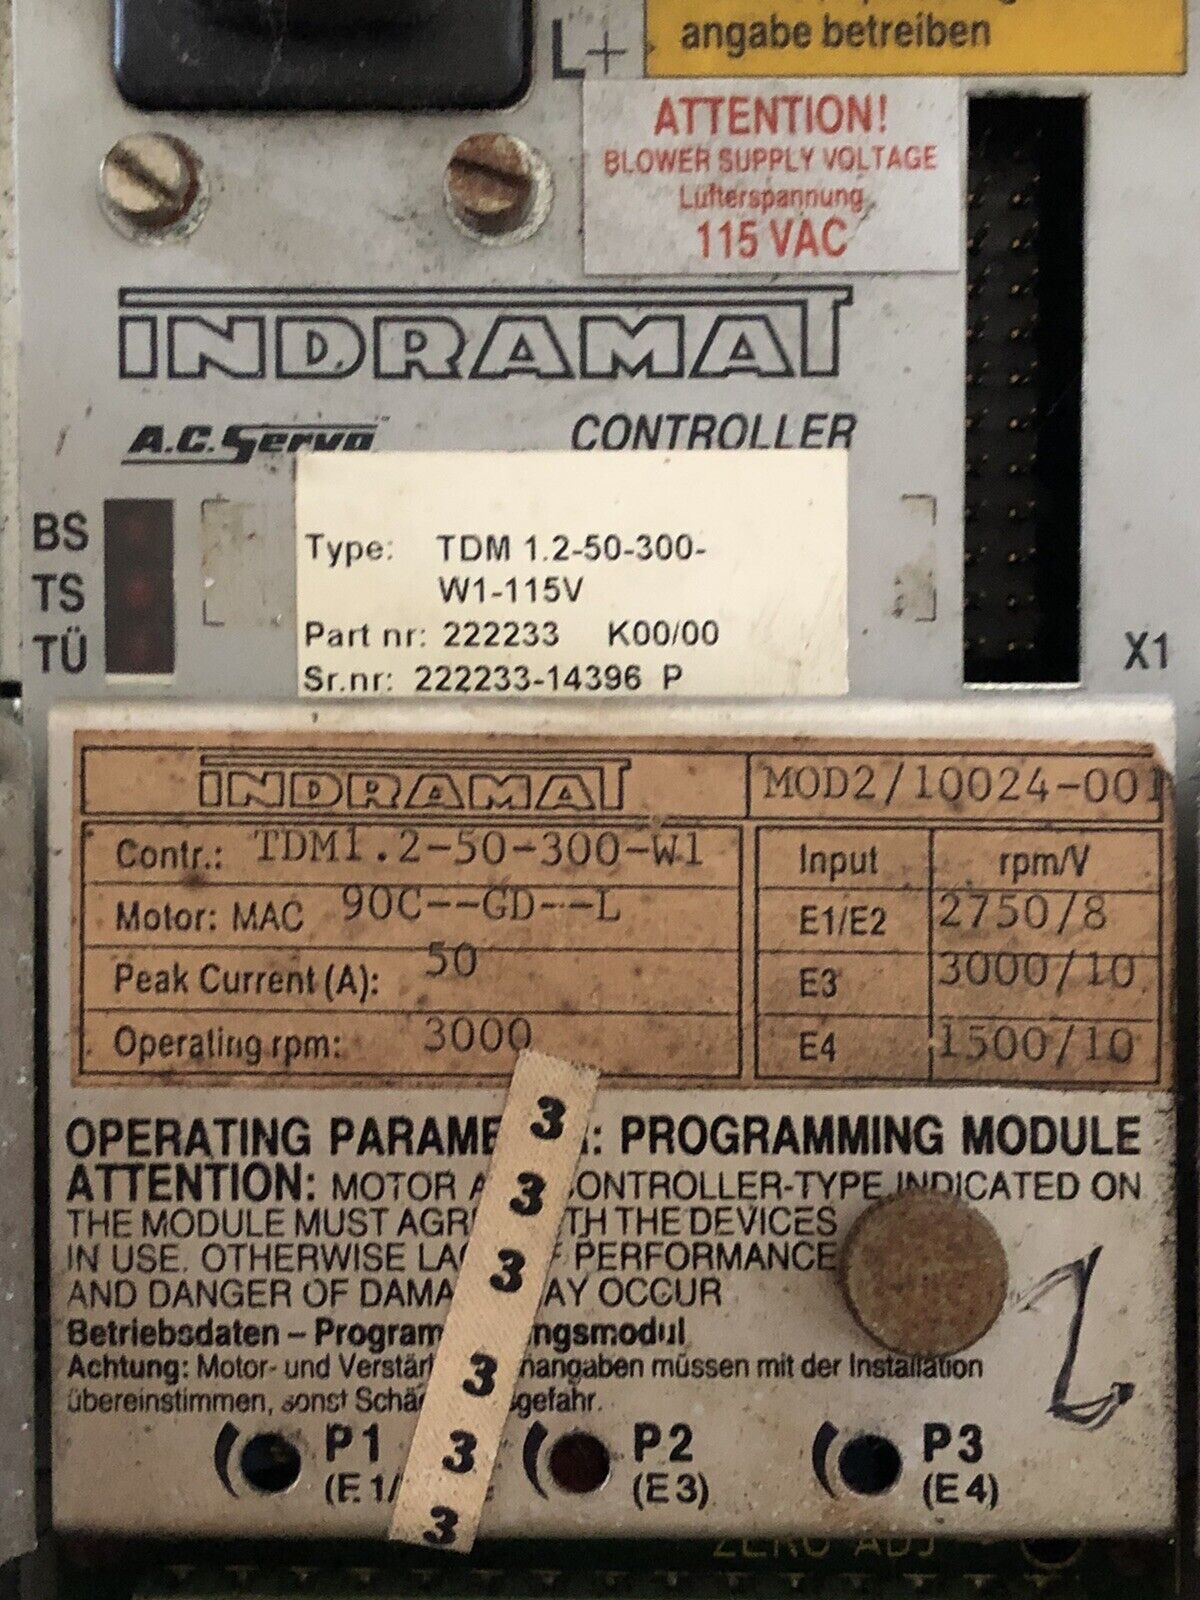 angabe betreiben
L+
ATTENTION!
BLOWER SUPPLY VOLTAGE
Lüfterspannung
115 VAC
INDRAMAT
A.C. Servo CONTROLLER
BS
TS
TÜ
Type: TDM 1.2-50-300-
W1-115V
Part nr: 222233 K00/00
Sr.nr: 222233-14396 P
X1
INDRAMAT MOD2/10024-001
Contr.: TDM1.2-50-300-W1
Motor: MAC 90C--GD--L
Peak Current (A): 50
Operating rpm: 3000
Input rpm/V
E1/E2 2750/8
E3 3000/10
E4 1500/10
3
3
3
3
3
3
OPERATING PARAME : PROGRAMMING MODULE
ATTENTION: MOTOR A ONTROLLER-TYPE INDICATED ON
THE MODULE MUST AGR TH THE DEVICES
IN USE. OTHERWISE LA PERFORMANCE
AND DANGER OF DAMA AY OCCUR
Betriebsdaten – Program ngsmodul
Achtung: Motor- und Verstär nangaben müssen mit der Installation
übereinstimmen, sonst Schä gefahr.
P1
(E1/
P2
(E3)
P3
(E4)
ZERO ADJ